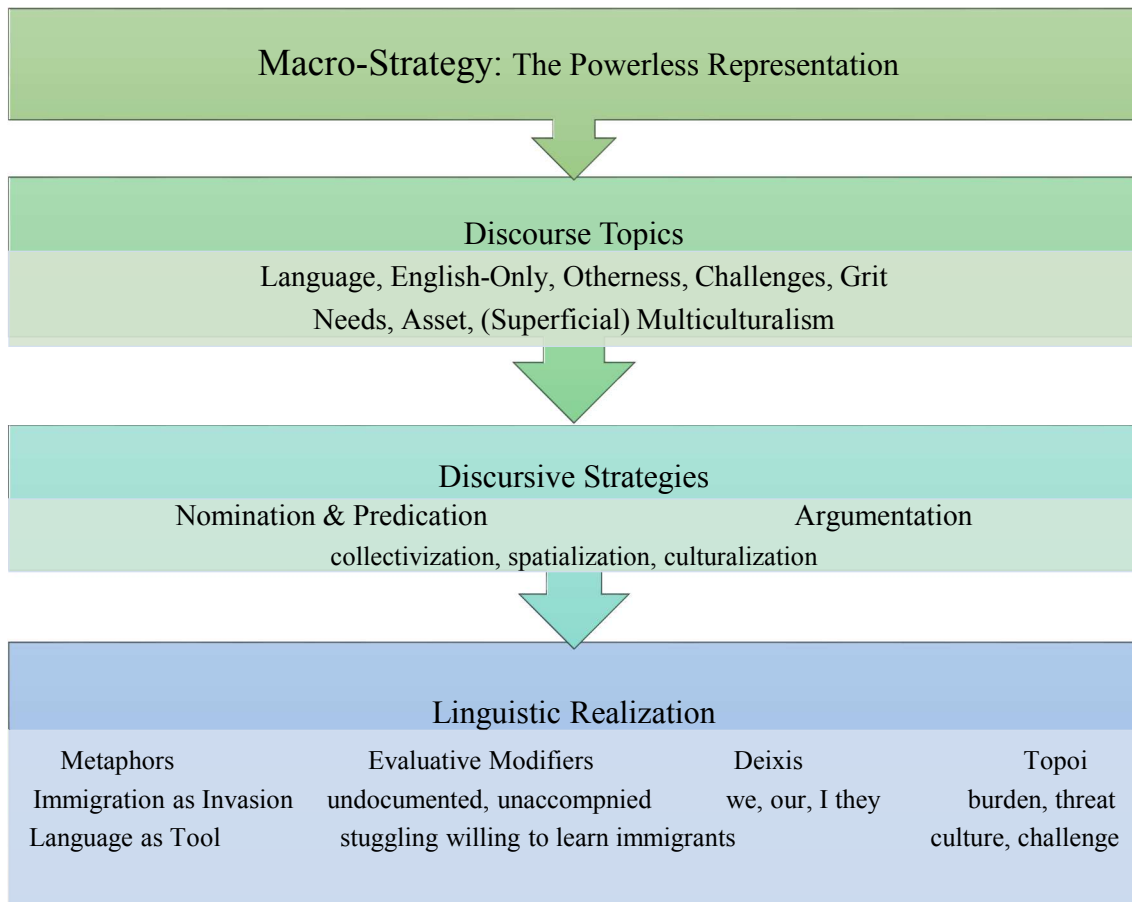 Macro-Strategy: The Powerless Representation
Discourse Topics
Language, English-Only, Otherness, Challenges, Grit
Needs, Asset, (Superficial) Multiculturalism
Discursive Strategies
Nomination & Predication Argumentation
collectivization, spatialization, culturalization
Linguistic Realization
Metaphors Evaluative Modifiers Deixis Topoi
Immigration as Invasion undocumented, unaccompnied we, our, I they burden, threat
Language as Tool stuggling willing to learn immigrants culture, challenge